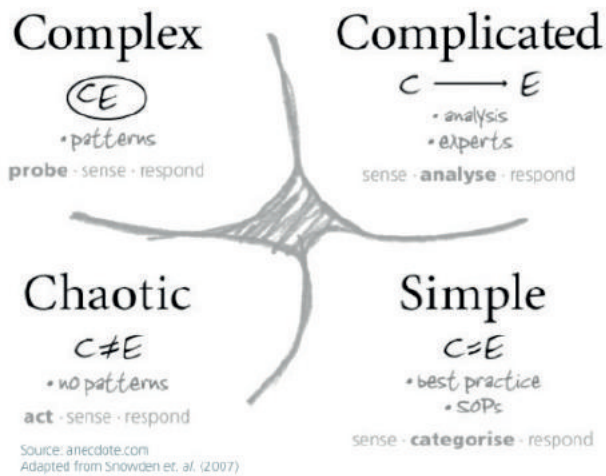 Complex
CE
• patterns
probe · sense · respond
Complicated
C → E
• analysis
• experts
sense · analyse · respond
Chaotic
C≠E
• no patterns
act · sense · respond
Simple
C=E
• best practice
• SOPs
sense · categorise · respond
Source: anecdote.com
Adapted from Snowden et. al. (2007)